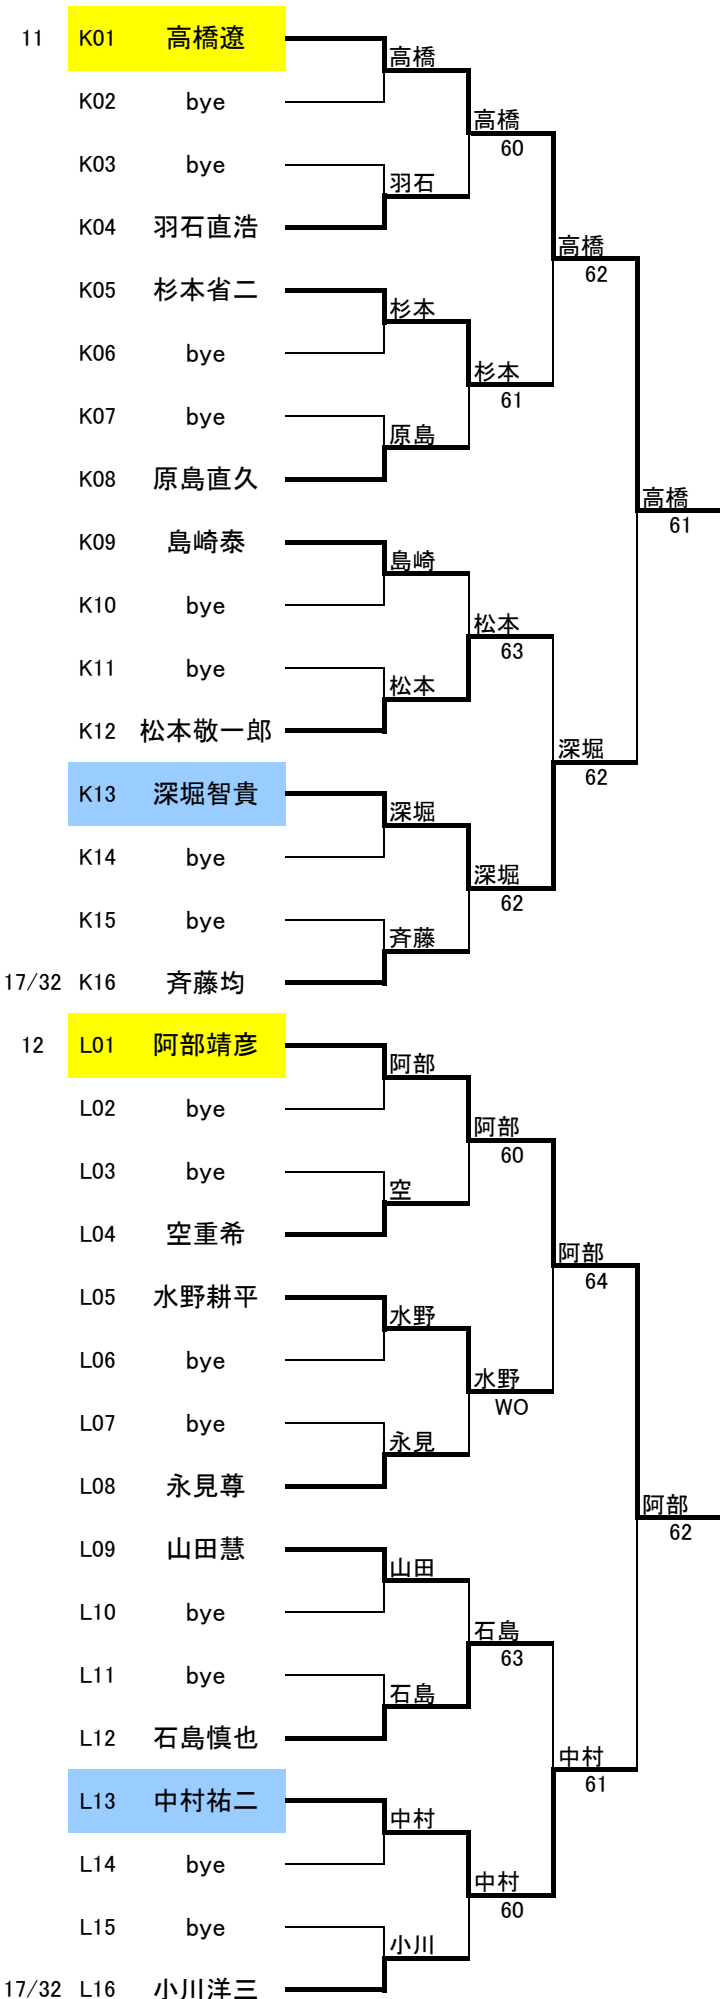 11 K01 高橋遼
高橋
K02 bye
高橋
60
K03 bye
羽石
K04 羽石直浩
高橋
62
K05 杉本省二
杉本
K06 bye
杉本
61
K07 bye
原島
K08 原島直久
高橋
61
K09 島崎泰
島崎
K10 bye
松本
63
K11 bye
松本
K12 松本敬一郎
深堀
62
K13 深堀智貴
深堀
K14 bye
深堀
62
K15 bye
斉藤
17/32 K16 斉藤均
12 L01 阿部靖彦
阿部
L02 bye
阿部
60
L03 bye
空
L04 空重希
阿部
64
L05 水野耕平
水野
L06 bye
水野
WO
L07 bye
永見
L08 永見尊
阿部
62
L09 山田慧
山田
L10 bye
石島
63
L11 bye
石島
L12 石島慎也
中村
61
L13 中村祐二
中村
L14 bye
中村
60
L15 bye
小川
17/32 L16 小川洋三